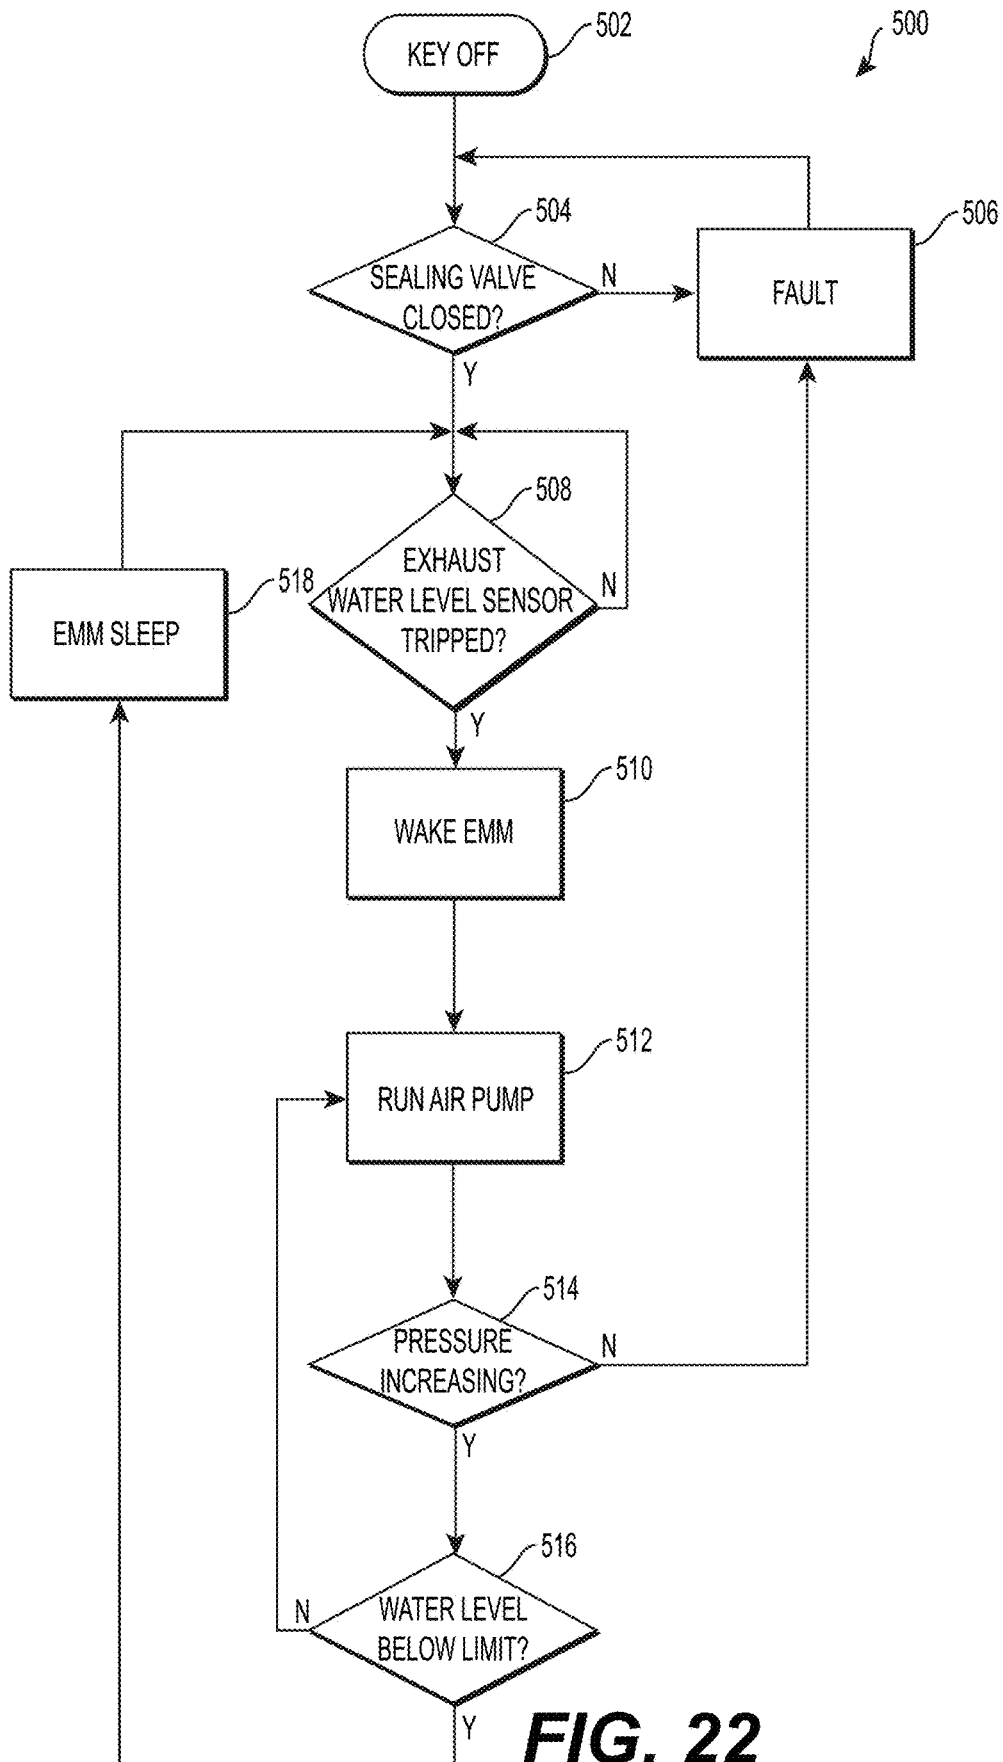 502
500
KEY OFF
504
506
SEALING VALVE
CLOSED?
N
FAULT
Y
508
EXHAUST
WATER LEVEL SENSOR
TRIPPED?
N
518
EMM SLEEP
Y
510
WAKE EMM
512
RUN AIR PUMP
514
PRESSURE
INCREASING?
N
Y
516
WATER LEVEL
BELOW LIMIT?
N
Y
FIG. 22